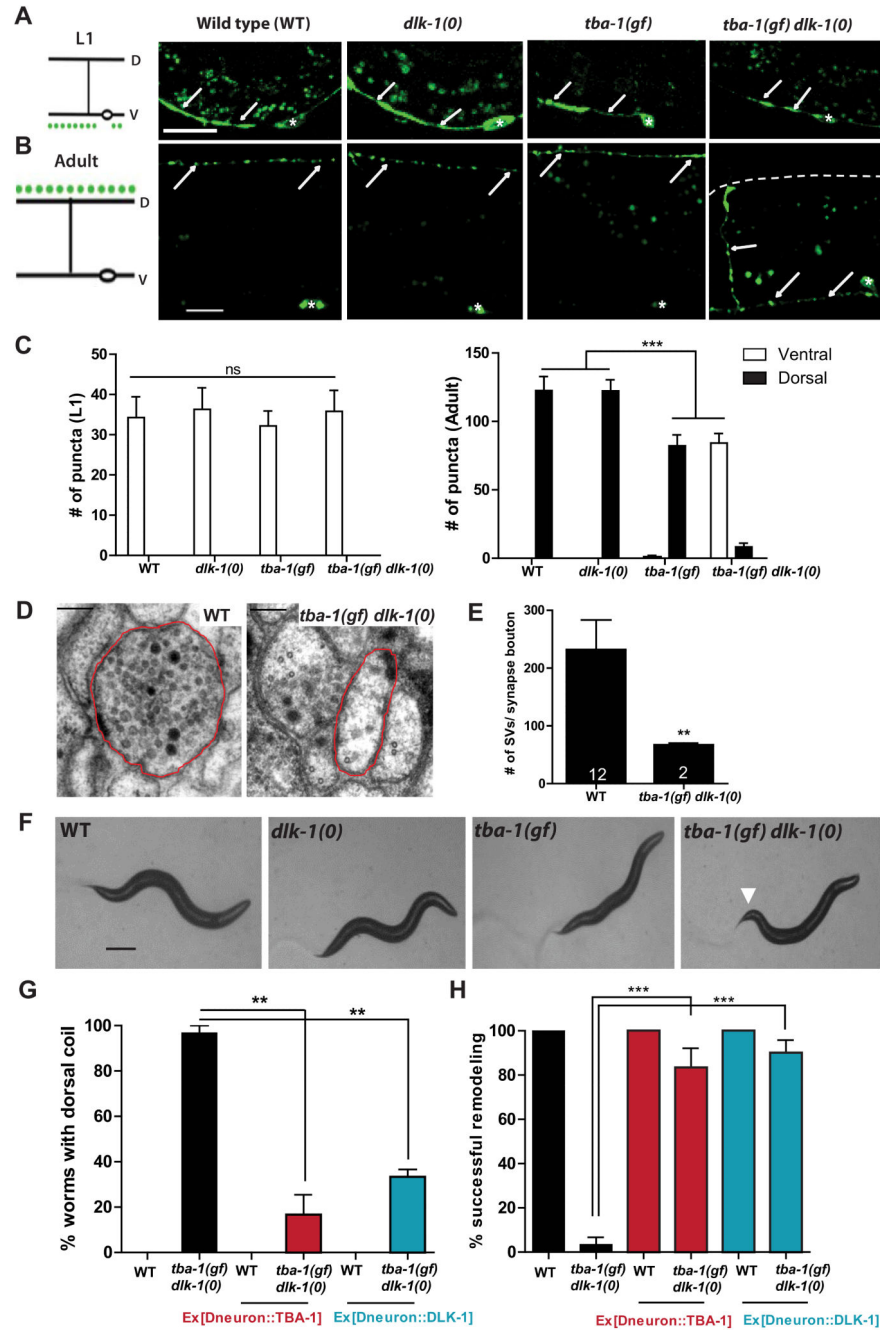 A
L1
D
V
Wild type (WT)
dlk-1(0)
tba-1(gf)
tba-1(gf) dlk-1(0)
*
*
*
*
B
Adult
D
V
*
*
*
*
C
# of puncta (L1)
50
40
30
20
10
0
ns
WT
dlk-1(0)
tba-1(gf)
tba-1(gf) dlk-1(0)
# of puncta (Adult)
150
100
50
0
***
Ventral
Dorsal
WT
dlk-1(0)
tba-1(gf)
tba-1(gf) dlk-1(0)
D
WT
tba-1(gf) dlk-1(0)
E
# of SVs/ synapse bouton
300
200
100
0
**
12
2
WT
tba-1(gf) dlk-1(0)
F
WT
dlk-1(0)
tba-1(gf)
tba-1(gf) dlk-1(0)
G
% worms with dorsal coil
100
80
60
40
20
0
**
**
WT
tba-1(gf)
dlk-1(0)
WT
tba-1(gf)
dlk-1(0)
WT
tba-1(gf)
dlk-1(0)
Ex[Dneuron::TBA-1]
Ex[Dneuron::DLK-1]
H
% successful remodeling
100
80
60
40
20
0
***
***
WT
tba-1(gf)
dlk-1(0)
WT
tba-1(gf)
dlk-1(0)
WT
tba-1(gf)
dlk-1(0)
Ex[Dneuron::TBA-1]
Ex[Dneuron::DLK-1]